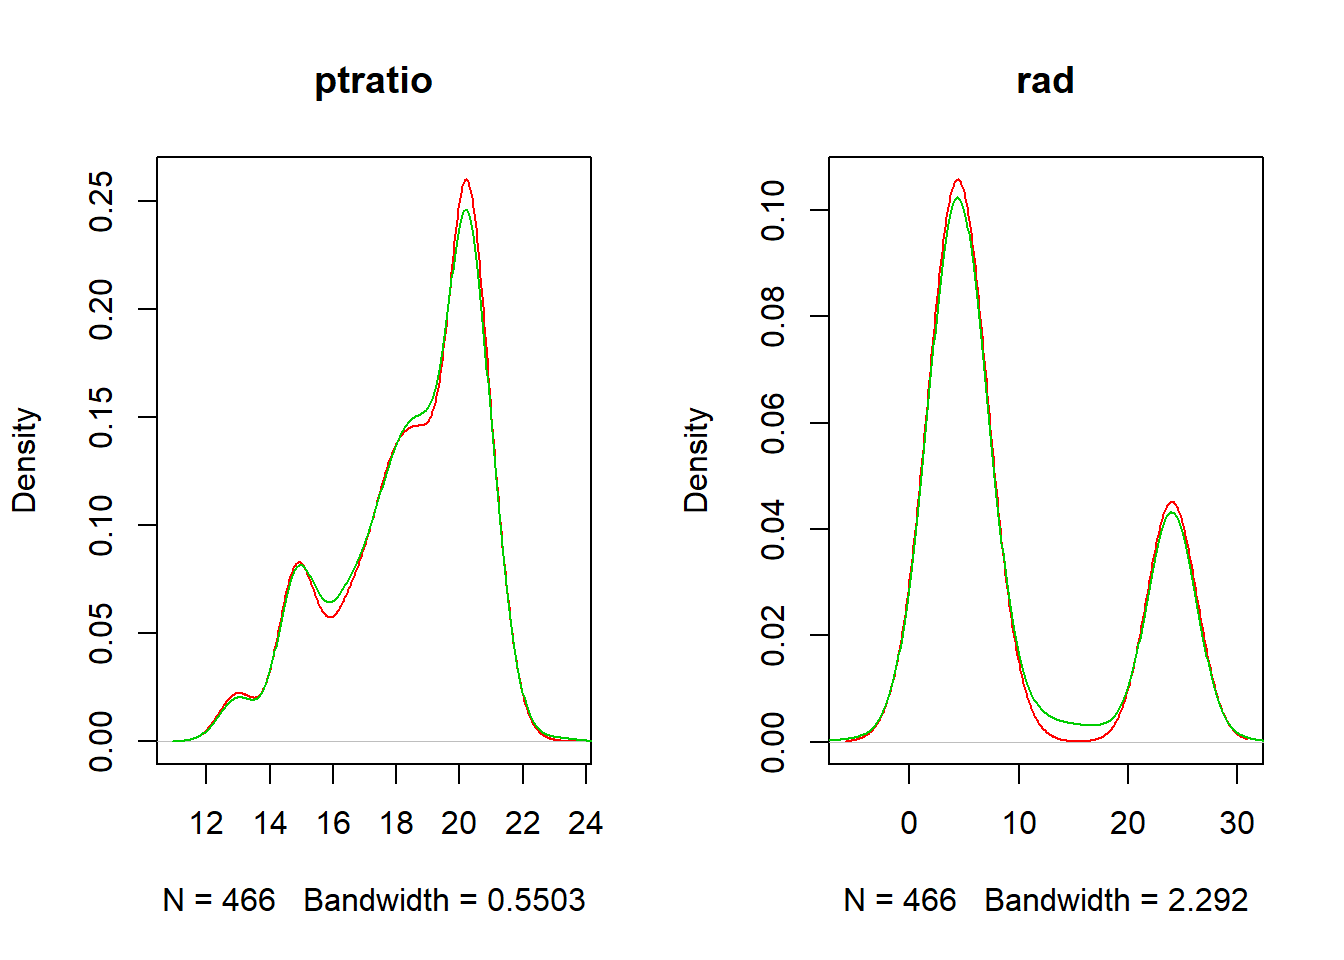 ptratio
Density
0.00 0.05 0.10 0.15 0.20 0.25
12 14 16 18 20 22 24
N = 466 Bandwidth = 0.5503
rad
Density
0.00 0.02 0.04 0.06 0.08 0.10
0 10 20 30
N = 466 Bandwidth = 2.292